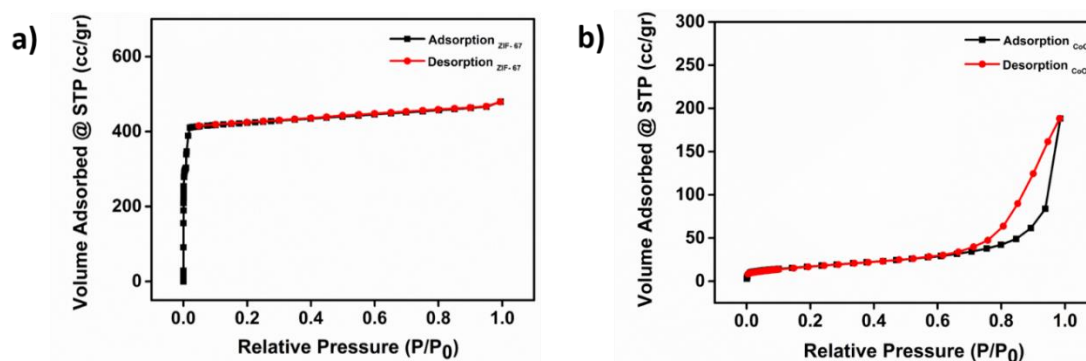 a)
Volume Adsorbed @ STP (cc/gr)
600
400
200
0
Adsorption ZIF-67
Desorption ZIF-67
0.0 0.2 0.4 0.6 0.8 1.0
Relative Pressure (P/P0)
b)
Volume Adsorbed @ STP (cc/gr)
300
250
200
150
100
50
0
Adsorption CoC
Desorption CoC
0.0 0.2 0.4 0.6 0.8 1.0
Relative Pressure (P/P0)